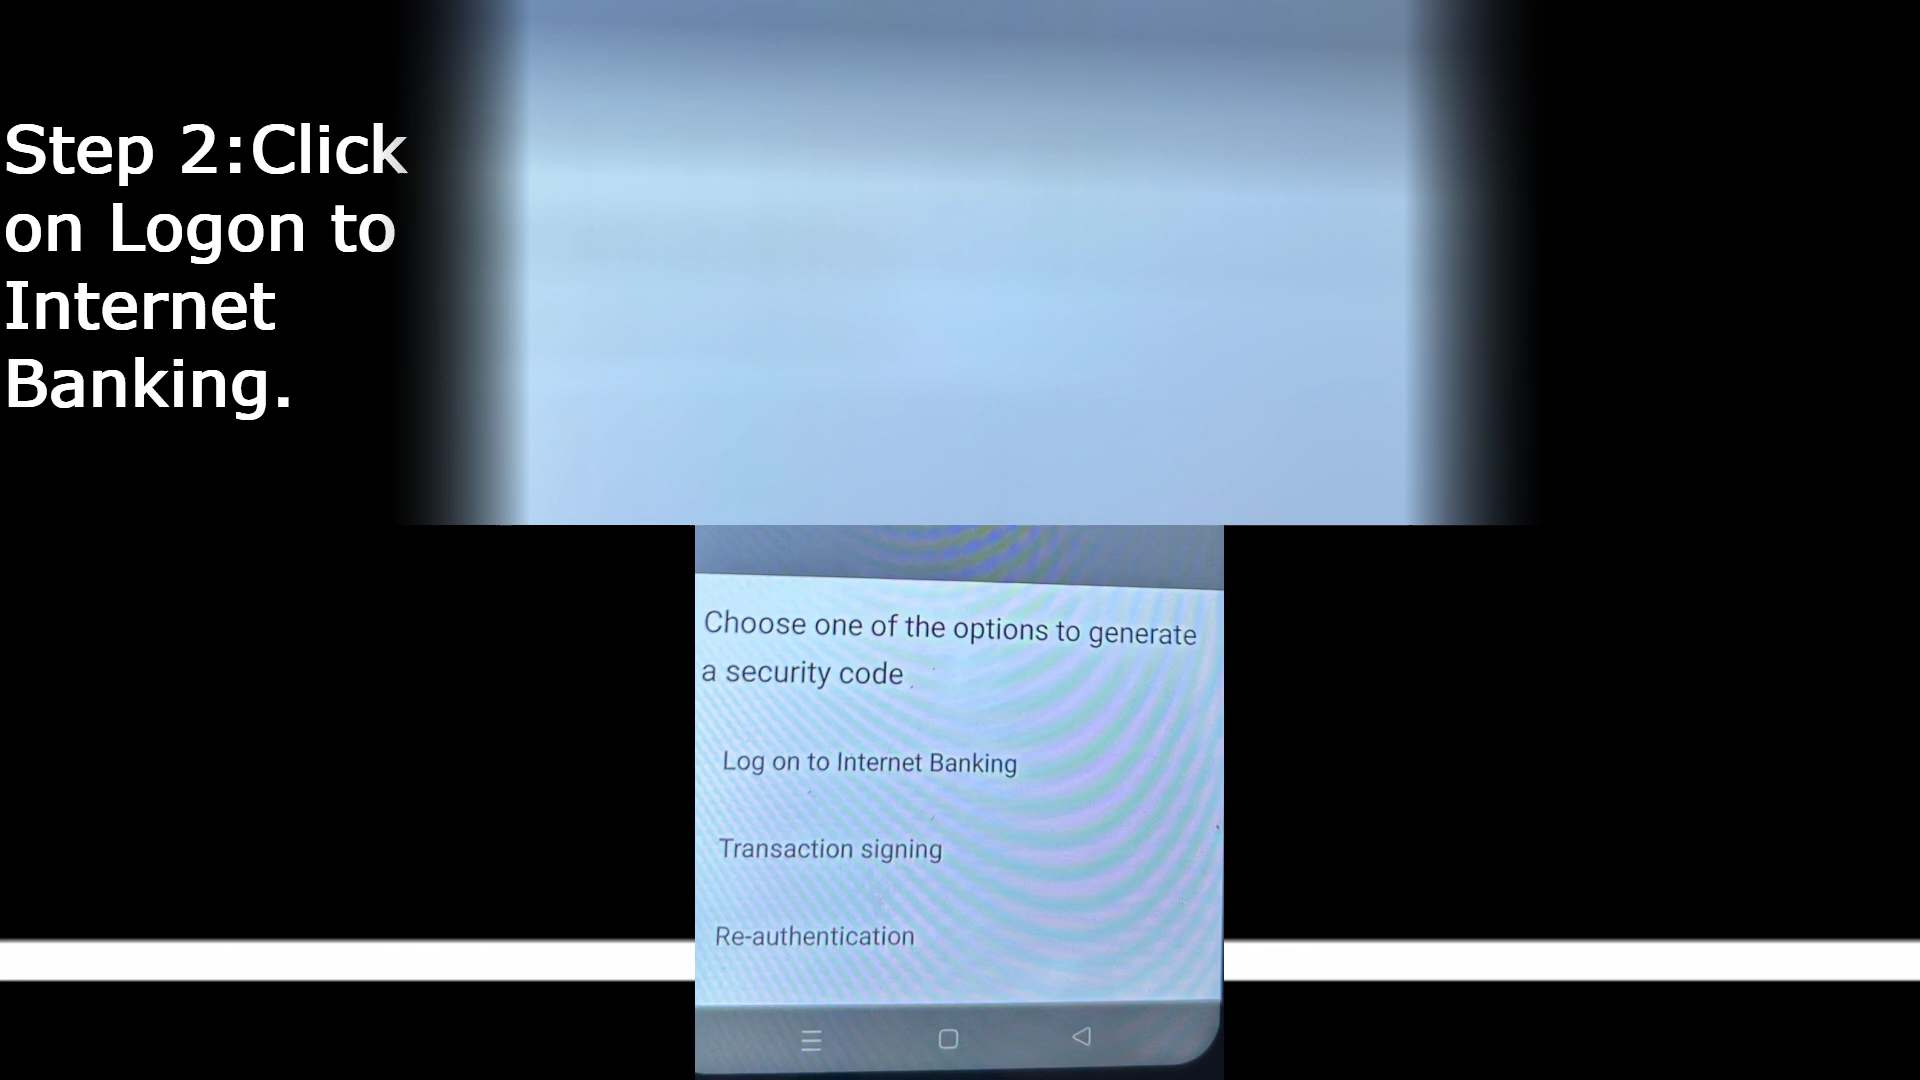 Step 2:Click
on Logon to
Internet
Banking.
Choose one of the options to generate
a security code
Log on to Internet Banking
Transaction signing
Re-authentication